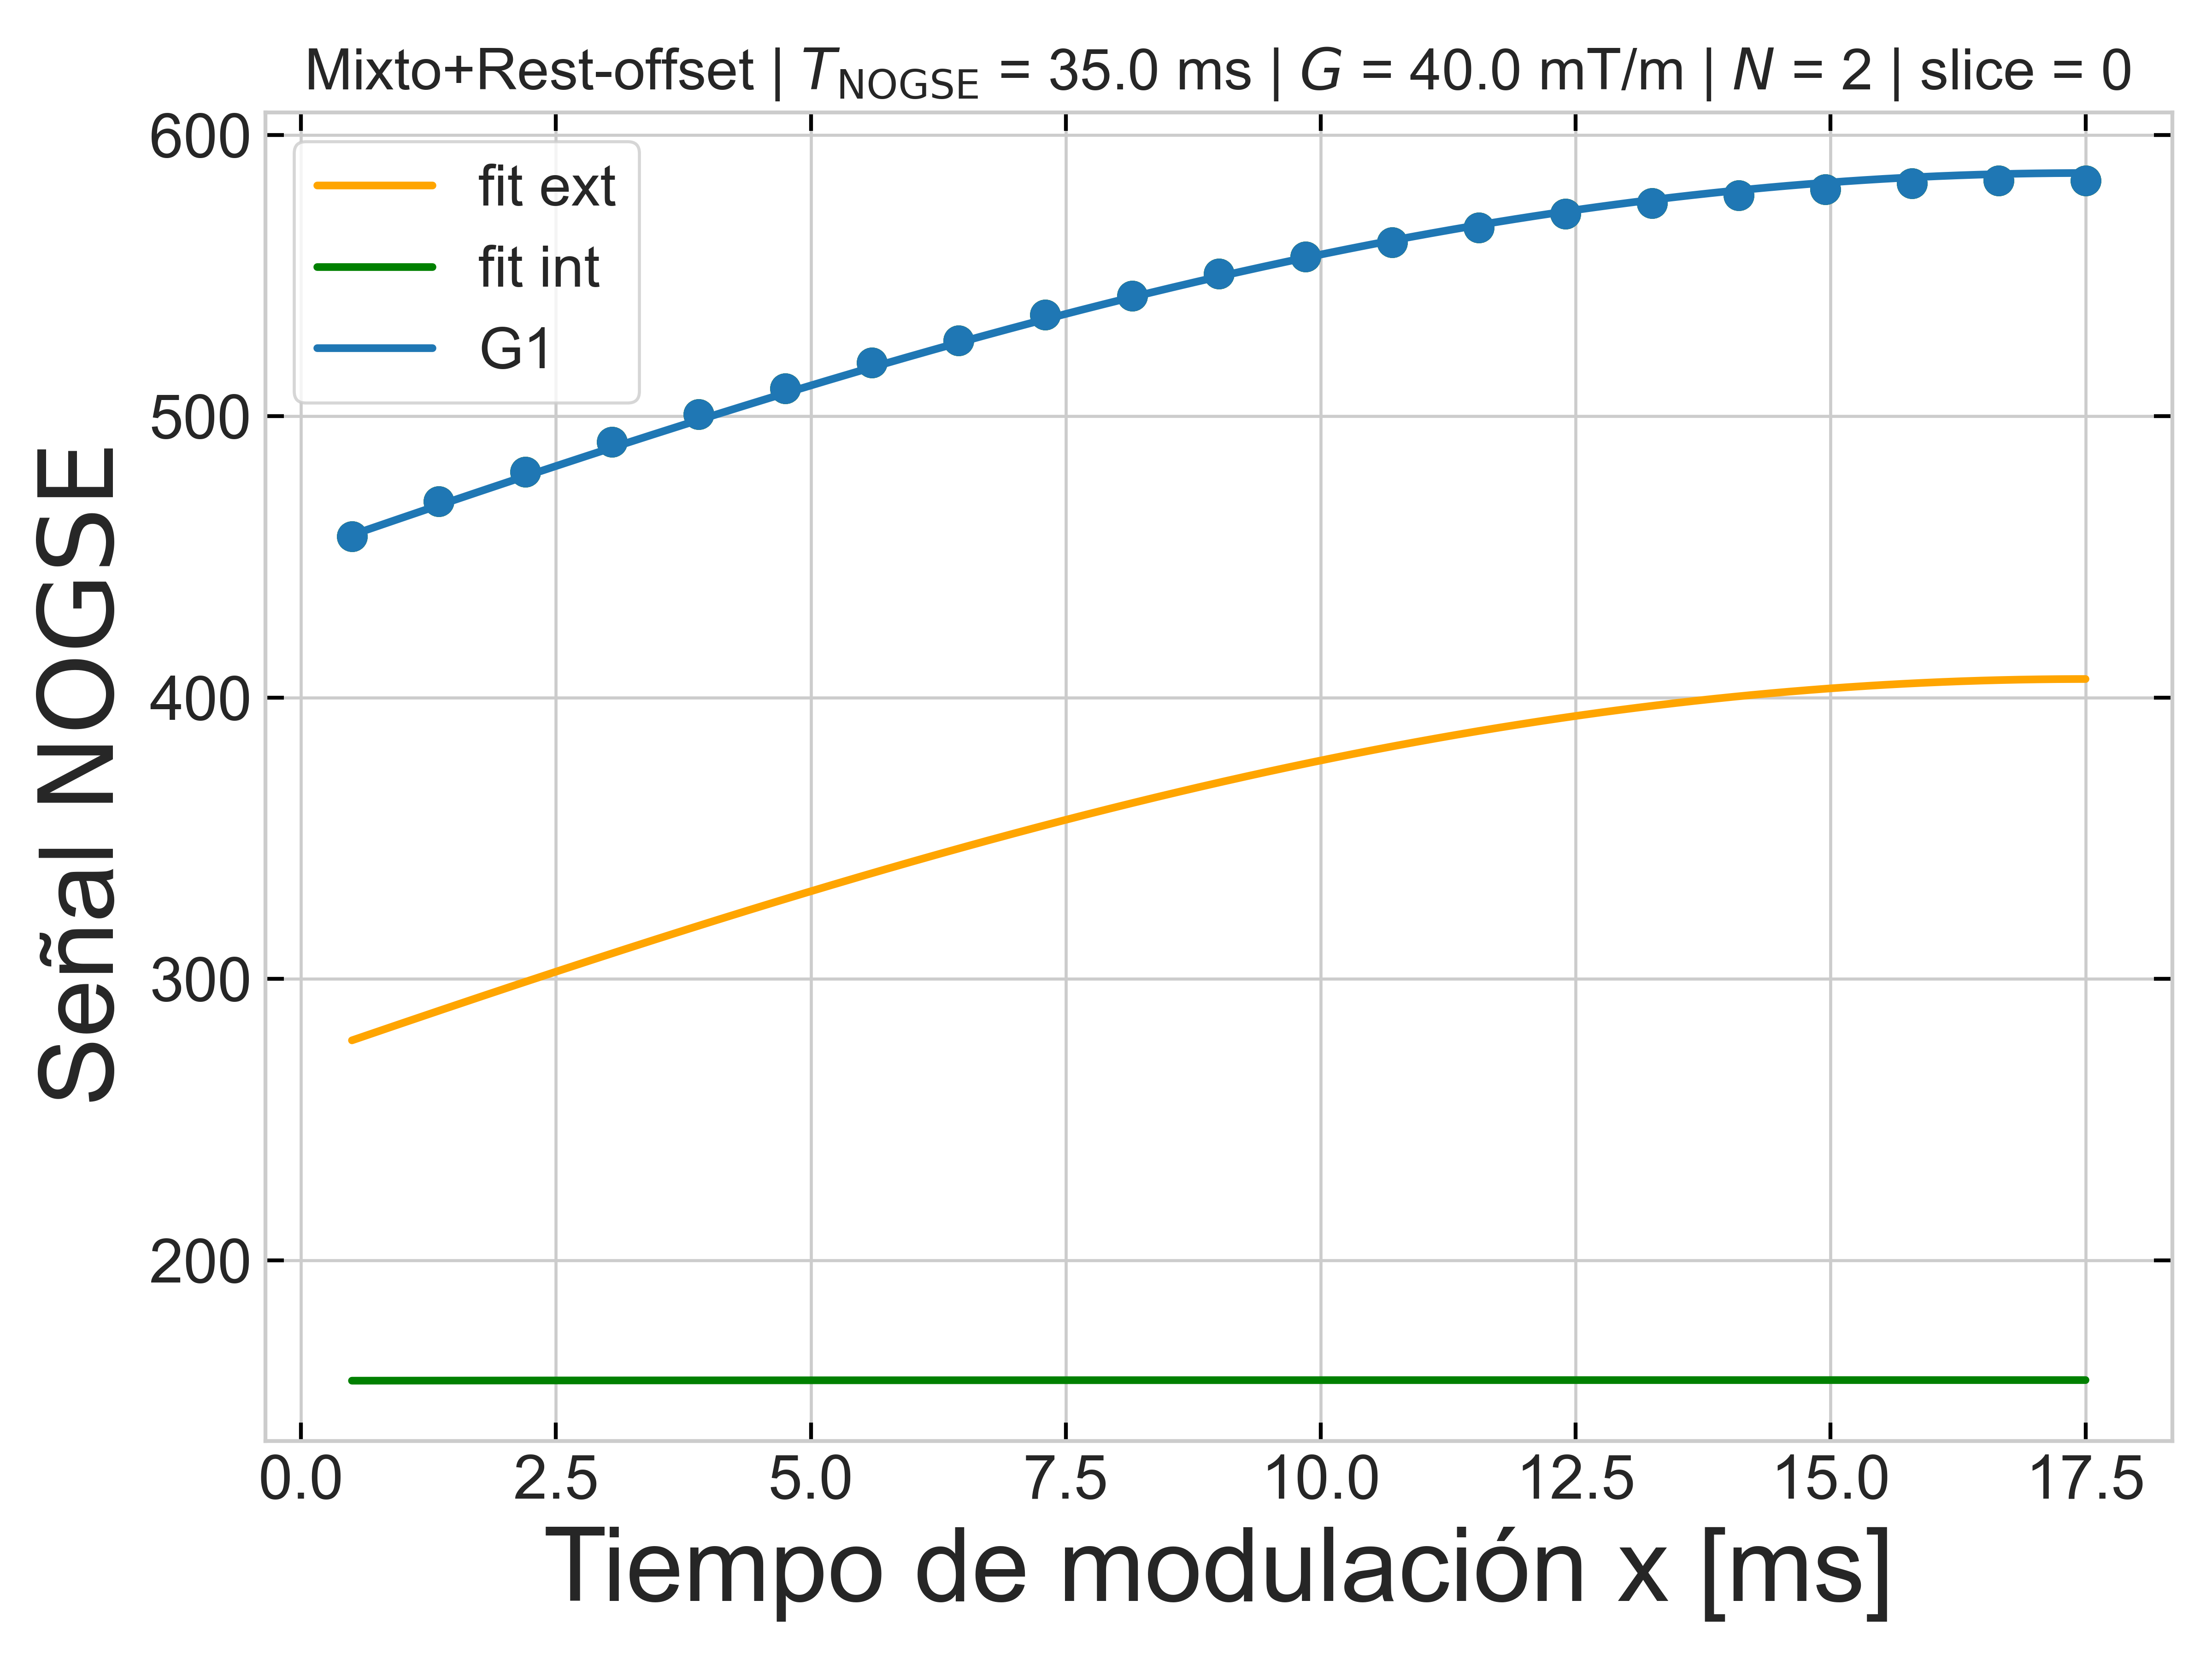 Mixto+Rest-offset | T_NOGSE = 35.0 ms | G = 40.0 mT/m | N = 2 | slice = 0
600
500
400
300
200
fit ext
fit int
G1
Señal NOGSE
0.0 2.5 5.0 7.5 10.0 12.5 15.0 17.5
Tiempo de modulación x [ms]